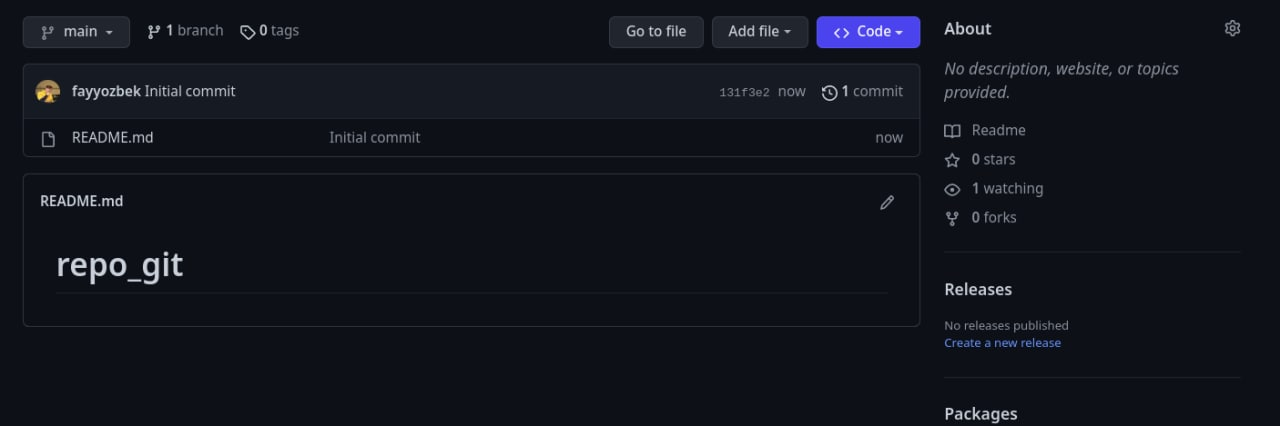 main
1 branch
0 tags
Go to file
Add file
Code
fayyozbek Initial commit
131f3e2 now
1 commit
README.md
Initial commit
now
README.md
repo_git
About
No description, website, or topics
provided.
Readme
0 stars
1 watching
0 forks
Releases
No releases published
Create a new release
Packages